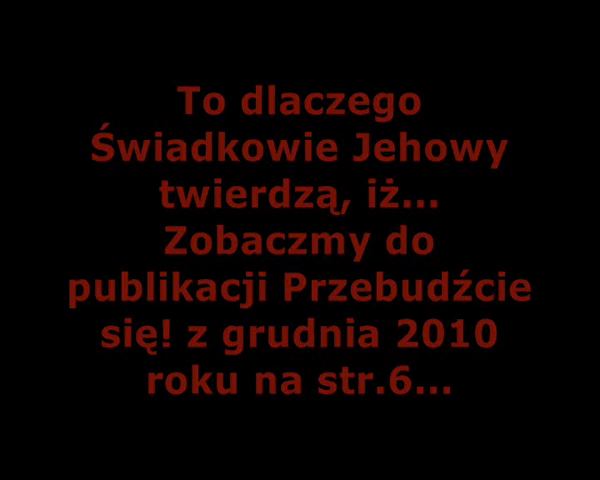 To dlaczego
Świadkowie Jehowy
twierdzą, iż...
Zobaczmy do
publikacji Przebudźcie
się! z grudnia 2010
roku na str.6...